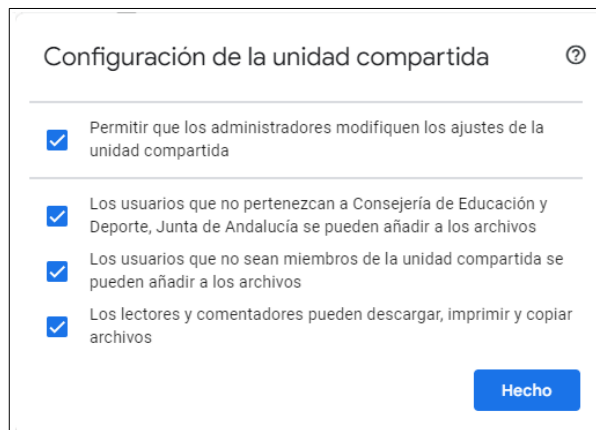 Configuración de la unidad compartida
Permitir que los administradores modifiquen los ajustes de la
unidad compartida
Los usuarios que no pertenezcan a Consejería de Educación y
Deporte, Junta de Andalucía se pueden añadir a los archivos
Los usuarios que no sean miembros de la unidad compartida se
pueden añadir a los archivos
Los lectores y comentadores pueden descargar, imprimir y copiar
archivos
Hecho